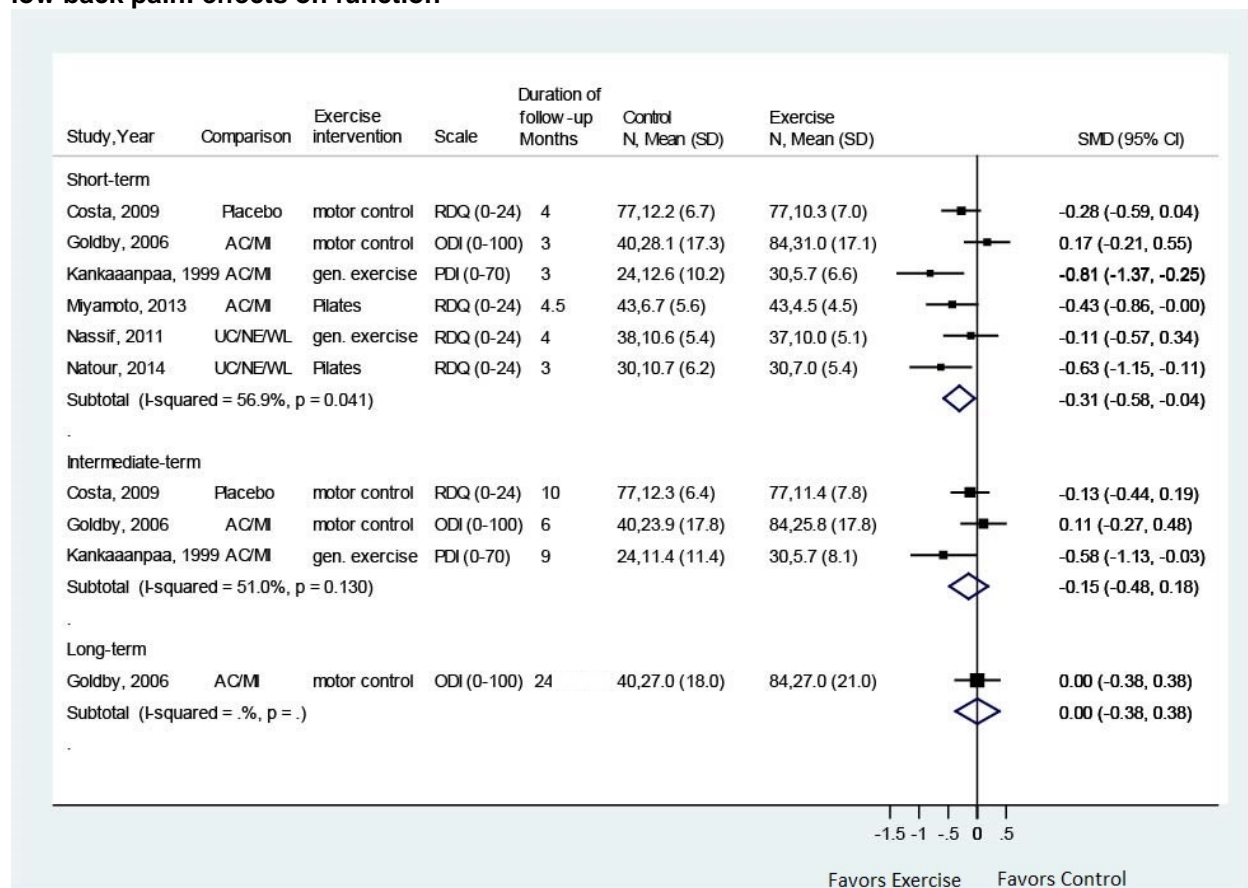 low back pain: effects on function
Duration of
Exercise follow-up Control Exercise
Study, Year Comparison intervention Scale Months N, Mean (SD) N, Mean (SD) SMD (95% CI)
Short-term
Costa, 2009 Placebo motor control RDQ (0-24) 4 77,12.2 (6.7) 77,10.3 (7.0) -0.28 (-0.59, 0.04)
Goldby, 2006 AC/MI motor control ODI (0-100) 3 40,28.1 (17.3) 84,31.0 (17.1) 0.17 (-0.21, 0.55)
Kankaaanpaa, 1999 AC/MI gen. exercise PDI (0-70) 3 24,12.6 (10.2) 30,5.7 (6.6) -0.81 (-1.37, -0.25)
Miyamoto, 2013 AC/MI Pilates RDQ (0-24) 4.5 43,6.7 (5.6) 43,4.5 (4.5) -0.43 (-0.86, -0.00)
Nassif, 2011 UC/NE/WL gen. exercise RDQ (0-24) 4 38,10.6 (5.4) 37,10.0 (5.1) -0.11 (-0.57, 0.34)
Natour, 2014 UC/NE/WL Pilates RDQ (0-24) 3 30,10.7 (6.2) 30,7.0 (5.4) -0.63 (-1.15, -0.11)
Subtotal (I-squared = 56.9%, p = 0.041) -0.31 (-0.58, -0.04)
.
Intermediate-term
Costa, 2009 Placebo motor control RDQ (0-24) 10 77,12.3 (6.4) 77,11.4 (7.8) -0.13 (-0.44, 0.19)
Goldby, 2006 AC/MI motor control ODI (0-100) 6 40,23.9 (17.8) 84,25.8 (17.8) 0.11 (-0.27, 0.48)
Kankaaanpaa, 1999 AC/MI gen. exercise PDI (0-70) 9 24,11.4 (11.4) 30,5.7 (8.1) -0.58 (-1.13, -0.03)
Subtotal (I-squared = 51.0%, p = 0.130) -0.15 (-0.48, 0.18)
.
Long-term
Goldby, 2006 AC/MI motor control ODI (0-100) 24 40,27.0 (18.0) 84,27.0 (21.0) 0.00 (-0.38, 0.38)
Subtotal (I-squared = .%, p = .) 0.00 (-0.38, 0.38)
.
-1.5 -1 -.5 0 .5
Favors Exercise Favors Control